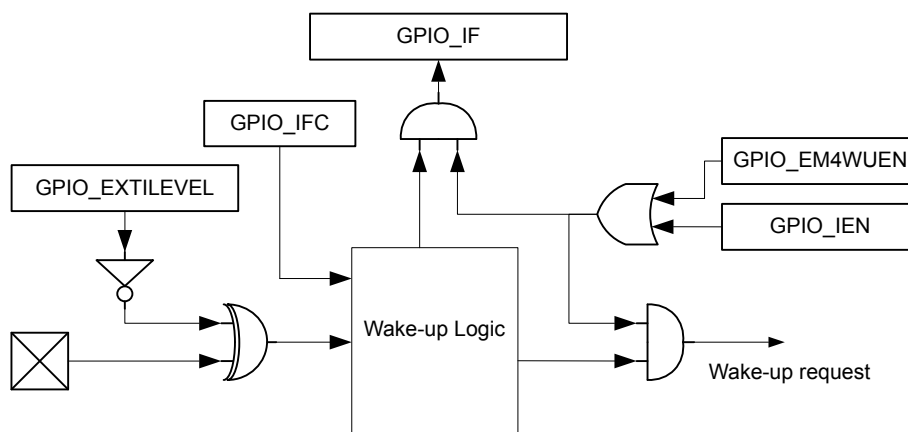 GPIO_IF
GPIO_IFC
GPIO_EM4WUEN
GPIO_EXTILEVEL
GPIO_IEN
Wake-up Logic
Wake-up request